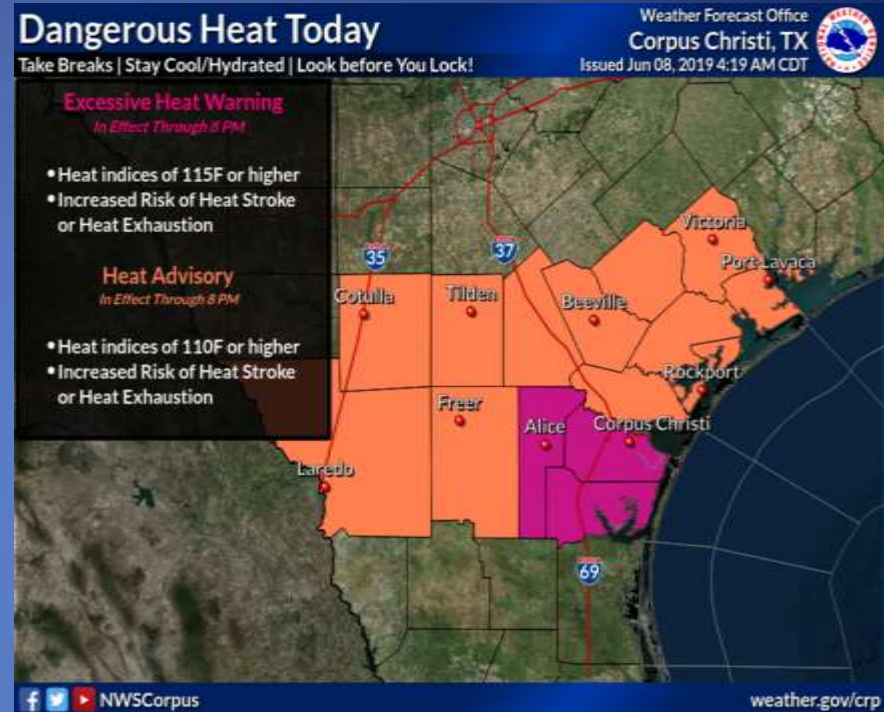 Dangerous Heat Today
Weather Forecast Office
Corpus Christi, TX
Issued Jun 08, 2019 4:19 AM CDT
Take Breaks | Stay Cool/Hydrated | Look before You Lock!
NATIONAL WEATHER SERVICE
Excessive Heat Warning
In Effect Through 8 PM
•Heat indices of 115F or higher
•Increased Risk of Heat Stroke
or Heat Exhaustion
Heat Advisory
In Effect Through 8 PM
•Heat indices of 110F or higher
•Increased Risk of Heat Stroke
or Heat Exhaustion
Victoria
Port Lavaca
35
37
Cotulla
Tilden
Beeville
Rockport
Freer
Alice
Corpus Christi
Laredo
69
NWSCorpus
weather.gov/crp